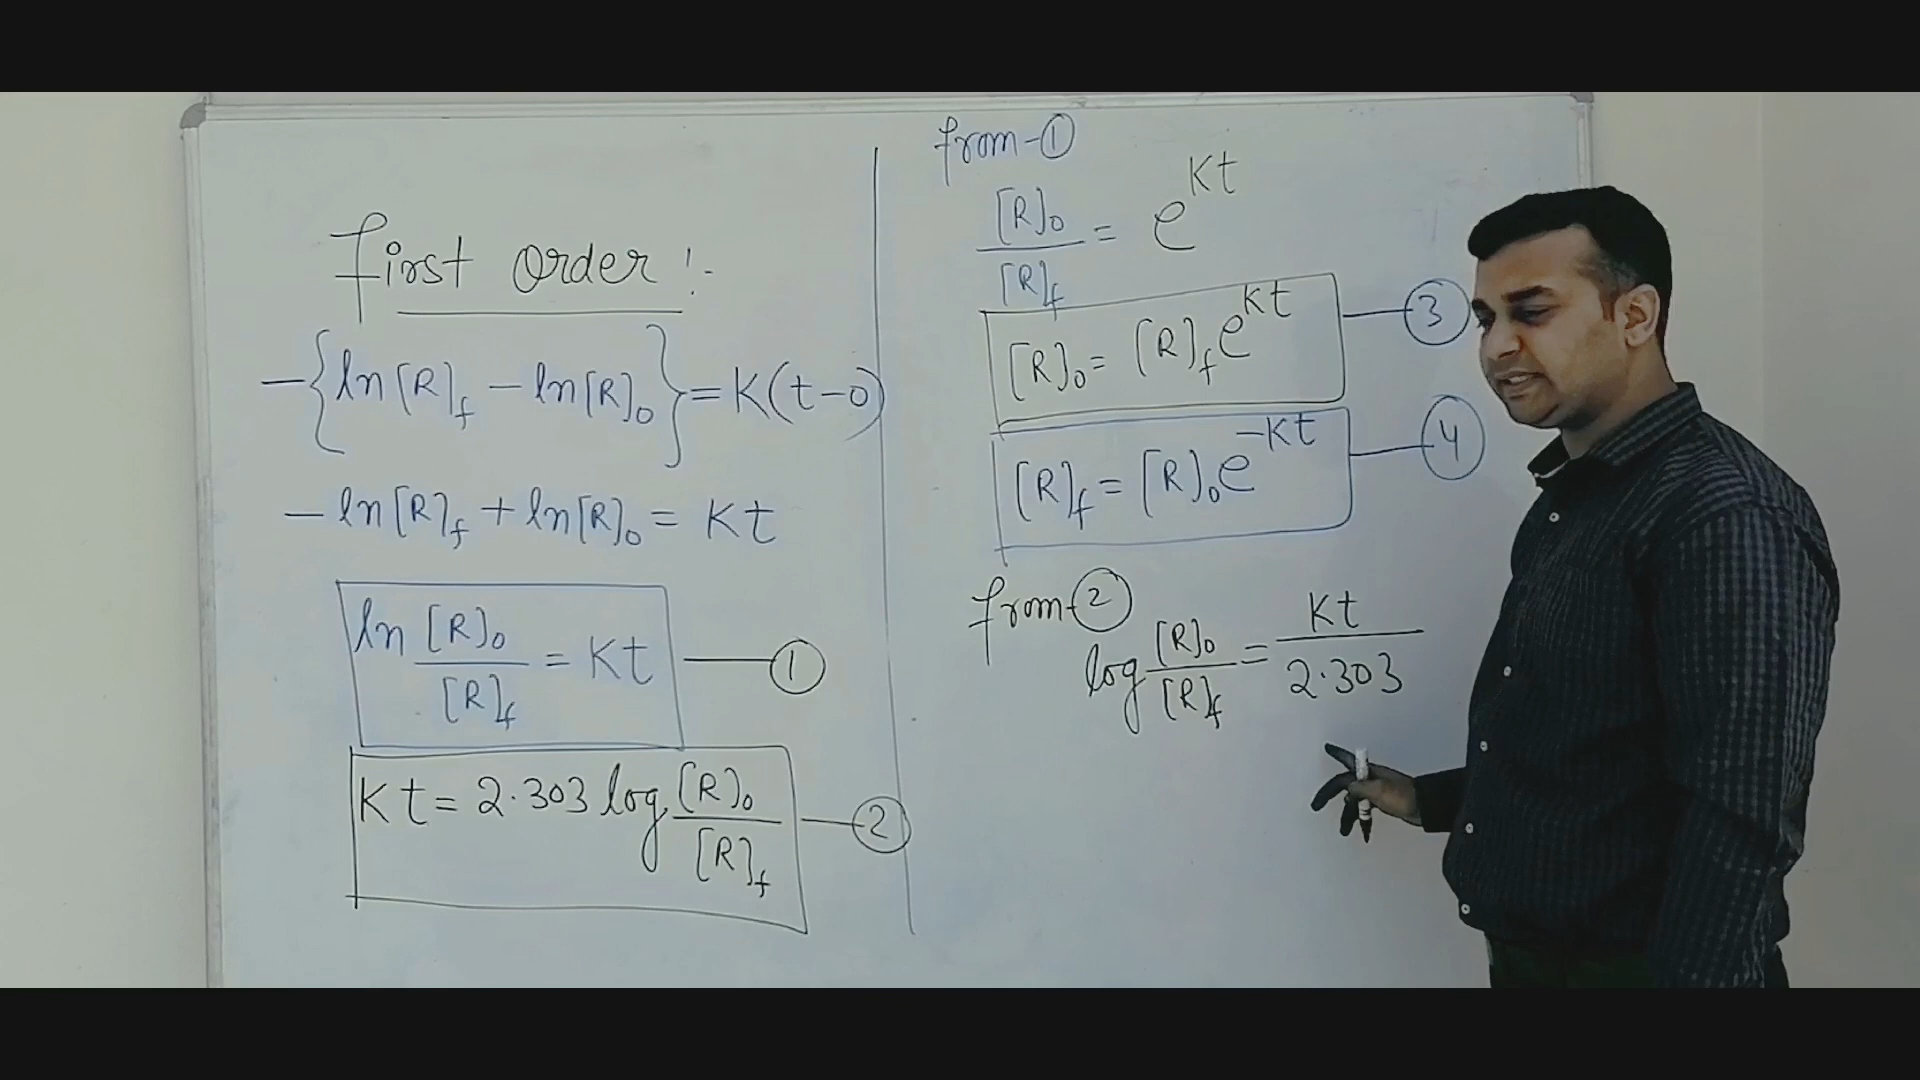 First Order :-
-{ln[R]f - ln[R]0} = K(t-0)
-ln[R]f + ln[R]0 = Kt
ln [R]0/[R]f = Kt —①
Kt = 2.303 log [R]0/[R]f —②
from-①
[R]0/[R]f = e^Kt
[R]0 = [R]f e^Kt —③
[R]f = [R]0 e^-Kt —④
from-②
log [R]0/[R]f = Kt/2.303